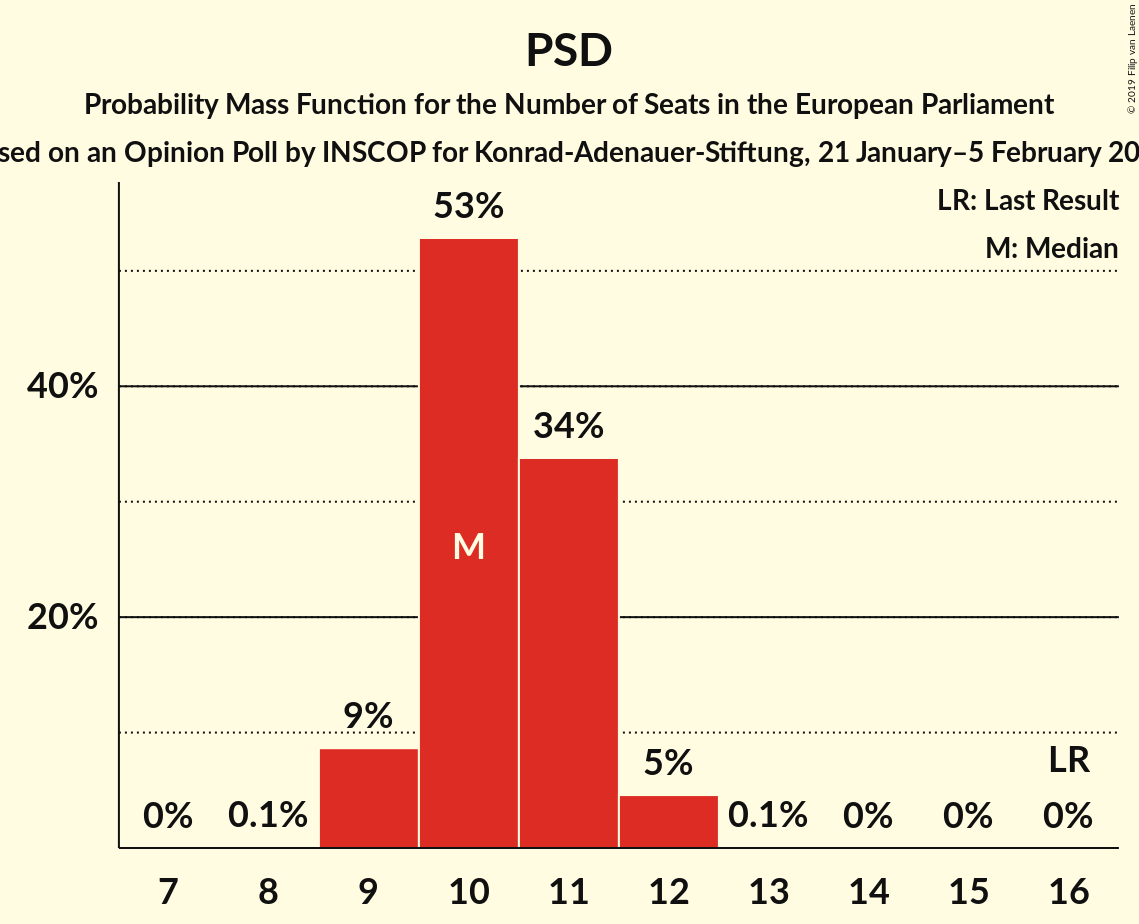 PSD
Probability Mass Function for the Number of Seats in the European Parliament
sed on an Opinion Poll by INSCOP for Konrad-Adenauer-Stiftung, 21 January–5 February 20
© 2019 Filip van Laenen
LR: Last Result
M: Median
53%
40%
34%
M
20%
9%
5%
LR
0% 0.1% 0.1% 0% 0% 0%
7 8 9 10 11 12 13 14 15 16